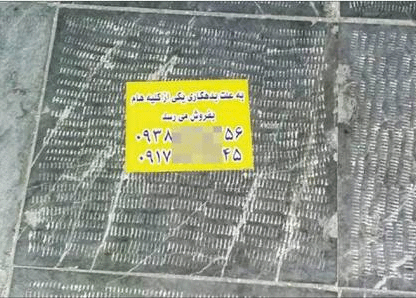 به علت بدهکاری یکی از کلیه هام
بفروش می رسد
۰۹۳۸ ۵۶
۰۹۱۷ ۴۵